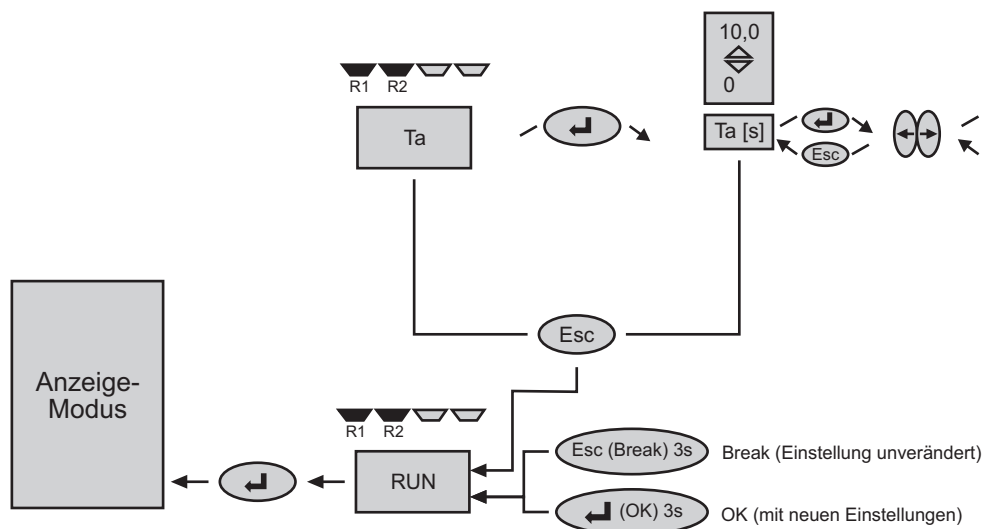 10,0
0
R1 R2
Ta
Ta [s]
Esc
Esc
Anzeige-
Modus
R1 R2
RUN
Esc (Break) 3s
Break (Einstellung unverändert)
(OK) 3s
OK (mit neuen Einstellungen)